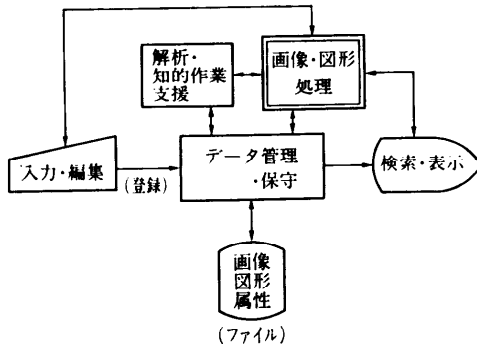 解析・
知的作業
支援
画像・図形
処理
入力・編集
(登録)
データ管理
・保守
検索・表示
画像
図形
属性
(ファイル)